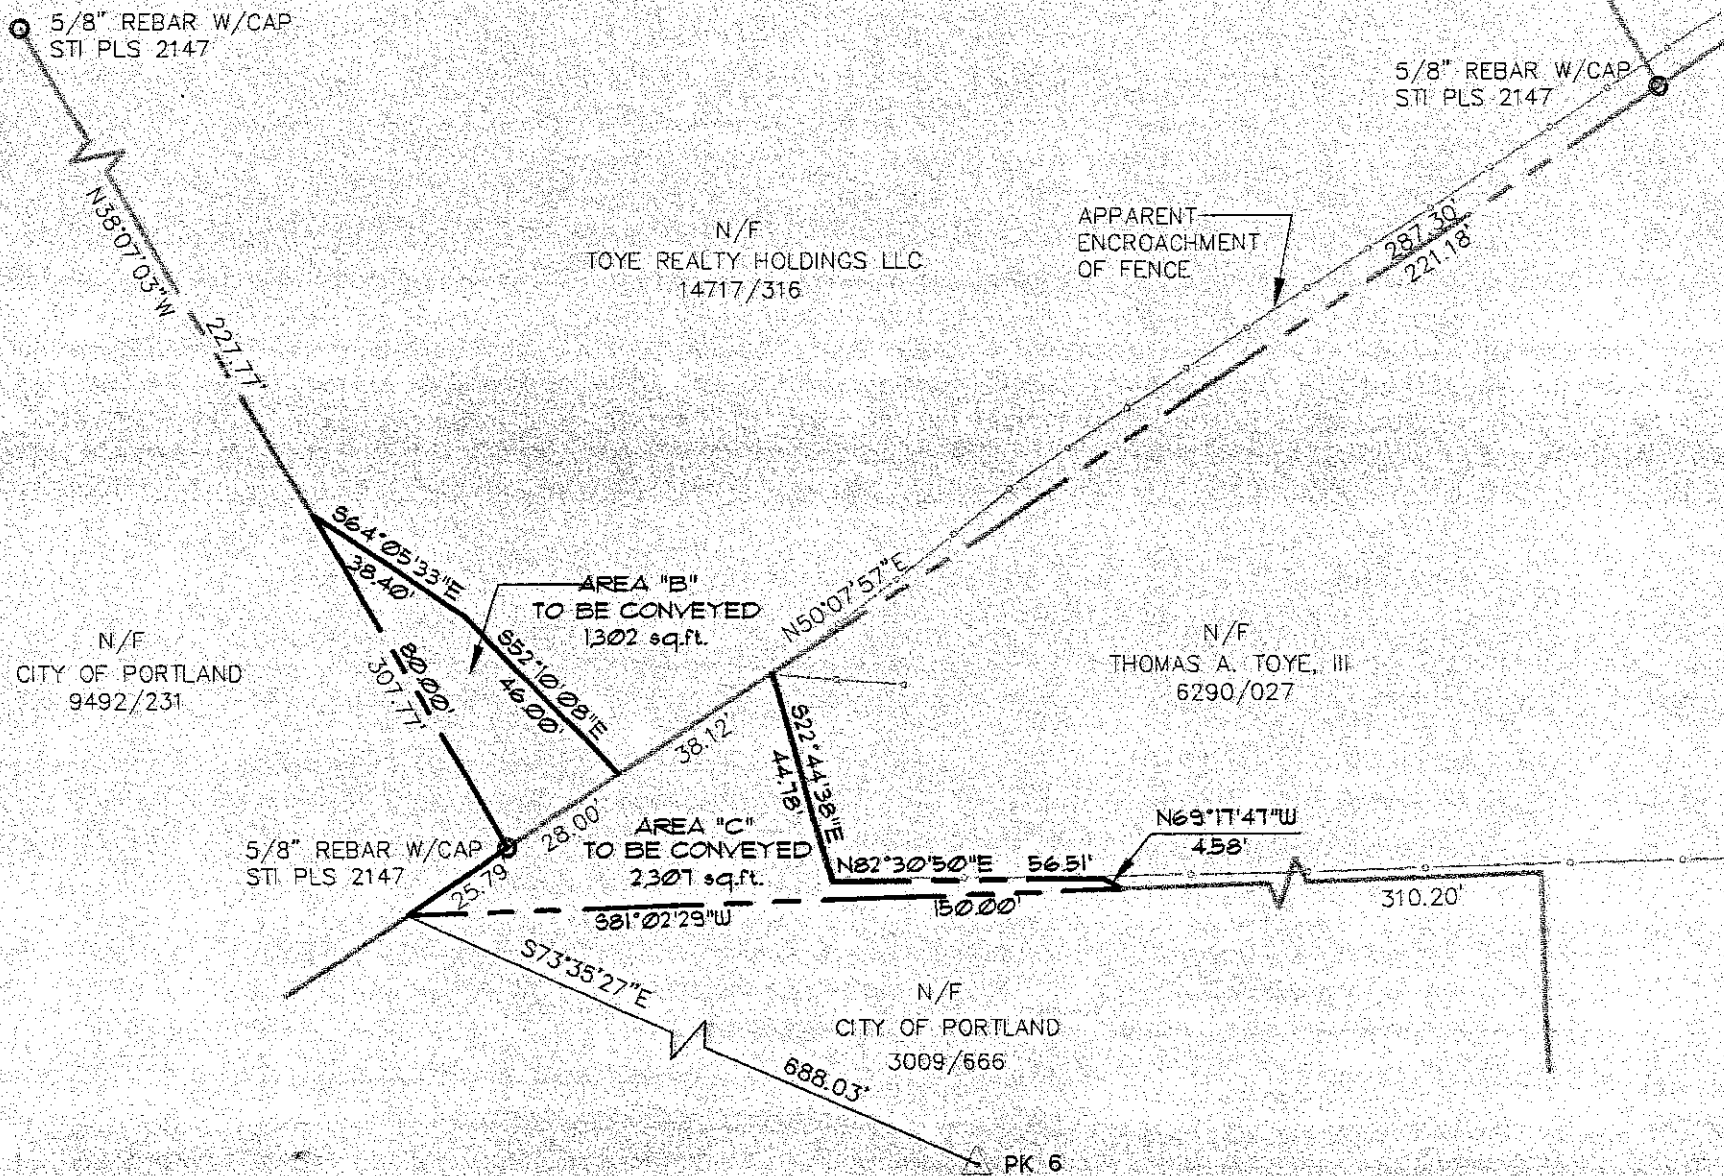 5/8" REBAR W/CAP
STI PLS 2147
5/8" REBAR W/CAP
STI PLS 2147
N38°07'03"W
227.77'
N/F
TOYE REALTY HOLDINGS LLC
14717/316
APPARENT
ENCROACHMENT
OF FENCE
287.30'
221.18'
S64°05'33"E
38.40'
AREA "B"
TO BE CONVEYED
1,302 sq.ft.
N50°07'57"E
N/F
CITY OF PORTLAND
9492/231
80.00'
307.77'
S52°10'08"E
46.00'
N/F
THOMAS A. TOYE, III
6290/027
38.12'
S22°44'38"E
44.78'
28.00'
AREA "C"
TO BE CONVEYED
2,307 sq.ft.
N69°17'47"W
4.58'
5/8" REBAR W/CAP
STI PLS 2147
25.79
N82°30'50"E 56.51'
S81°02'29"W
150.00'
310.20'
S73°35'27"E
N/F
CITY OF PORTLAND
3009/666
688.03'
PK 6